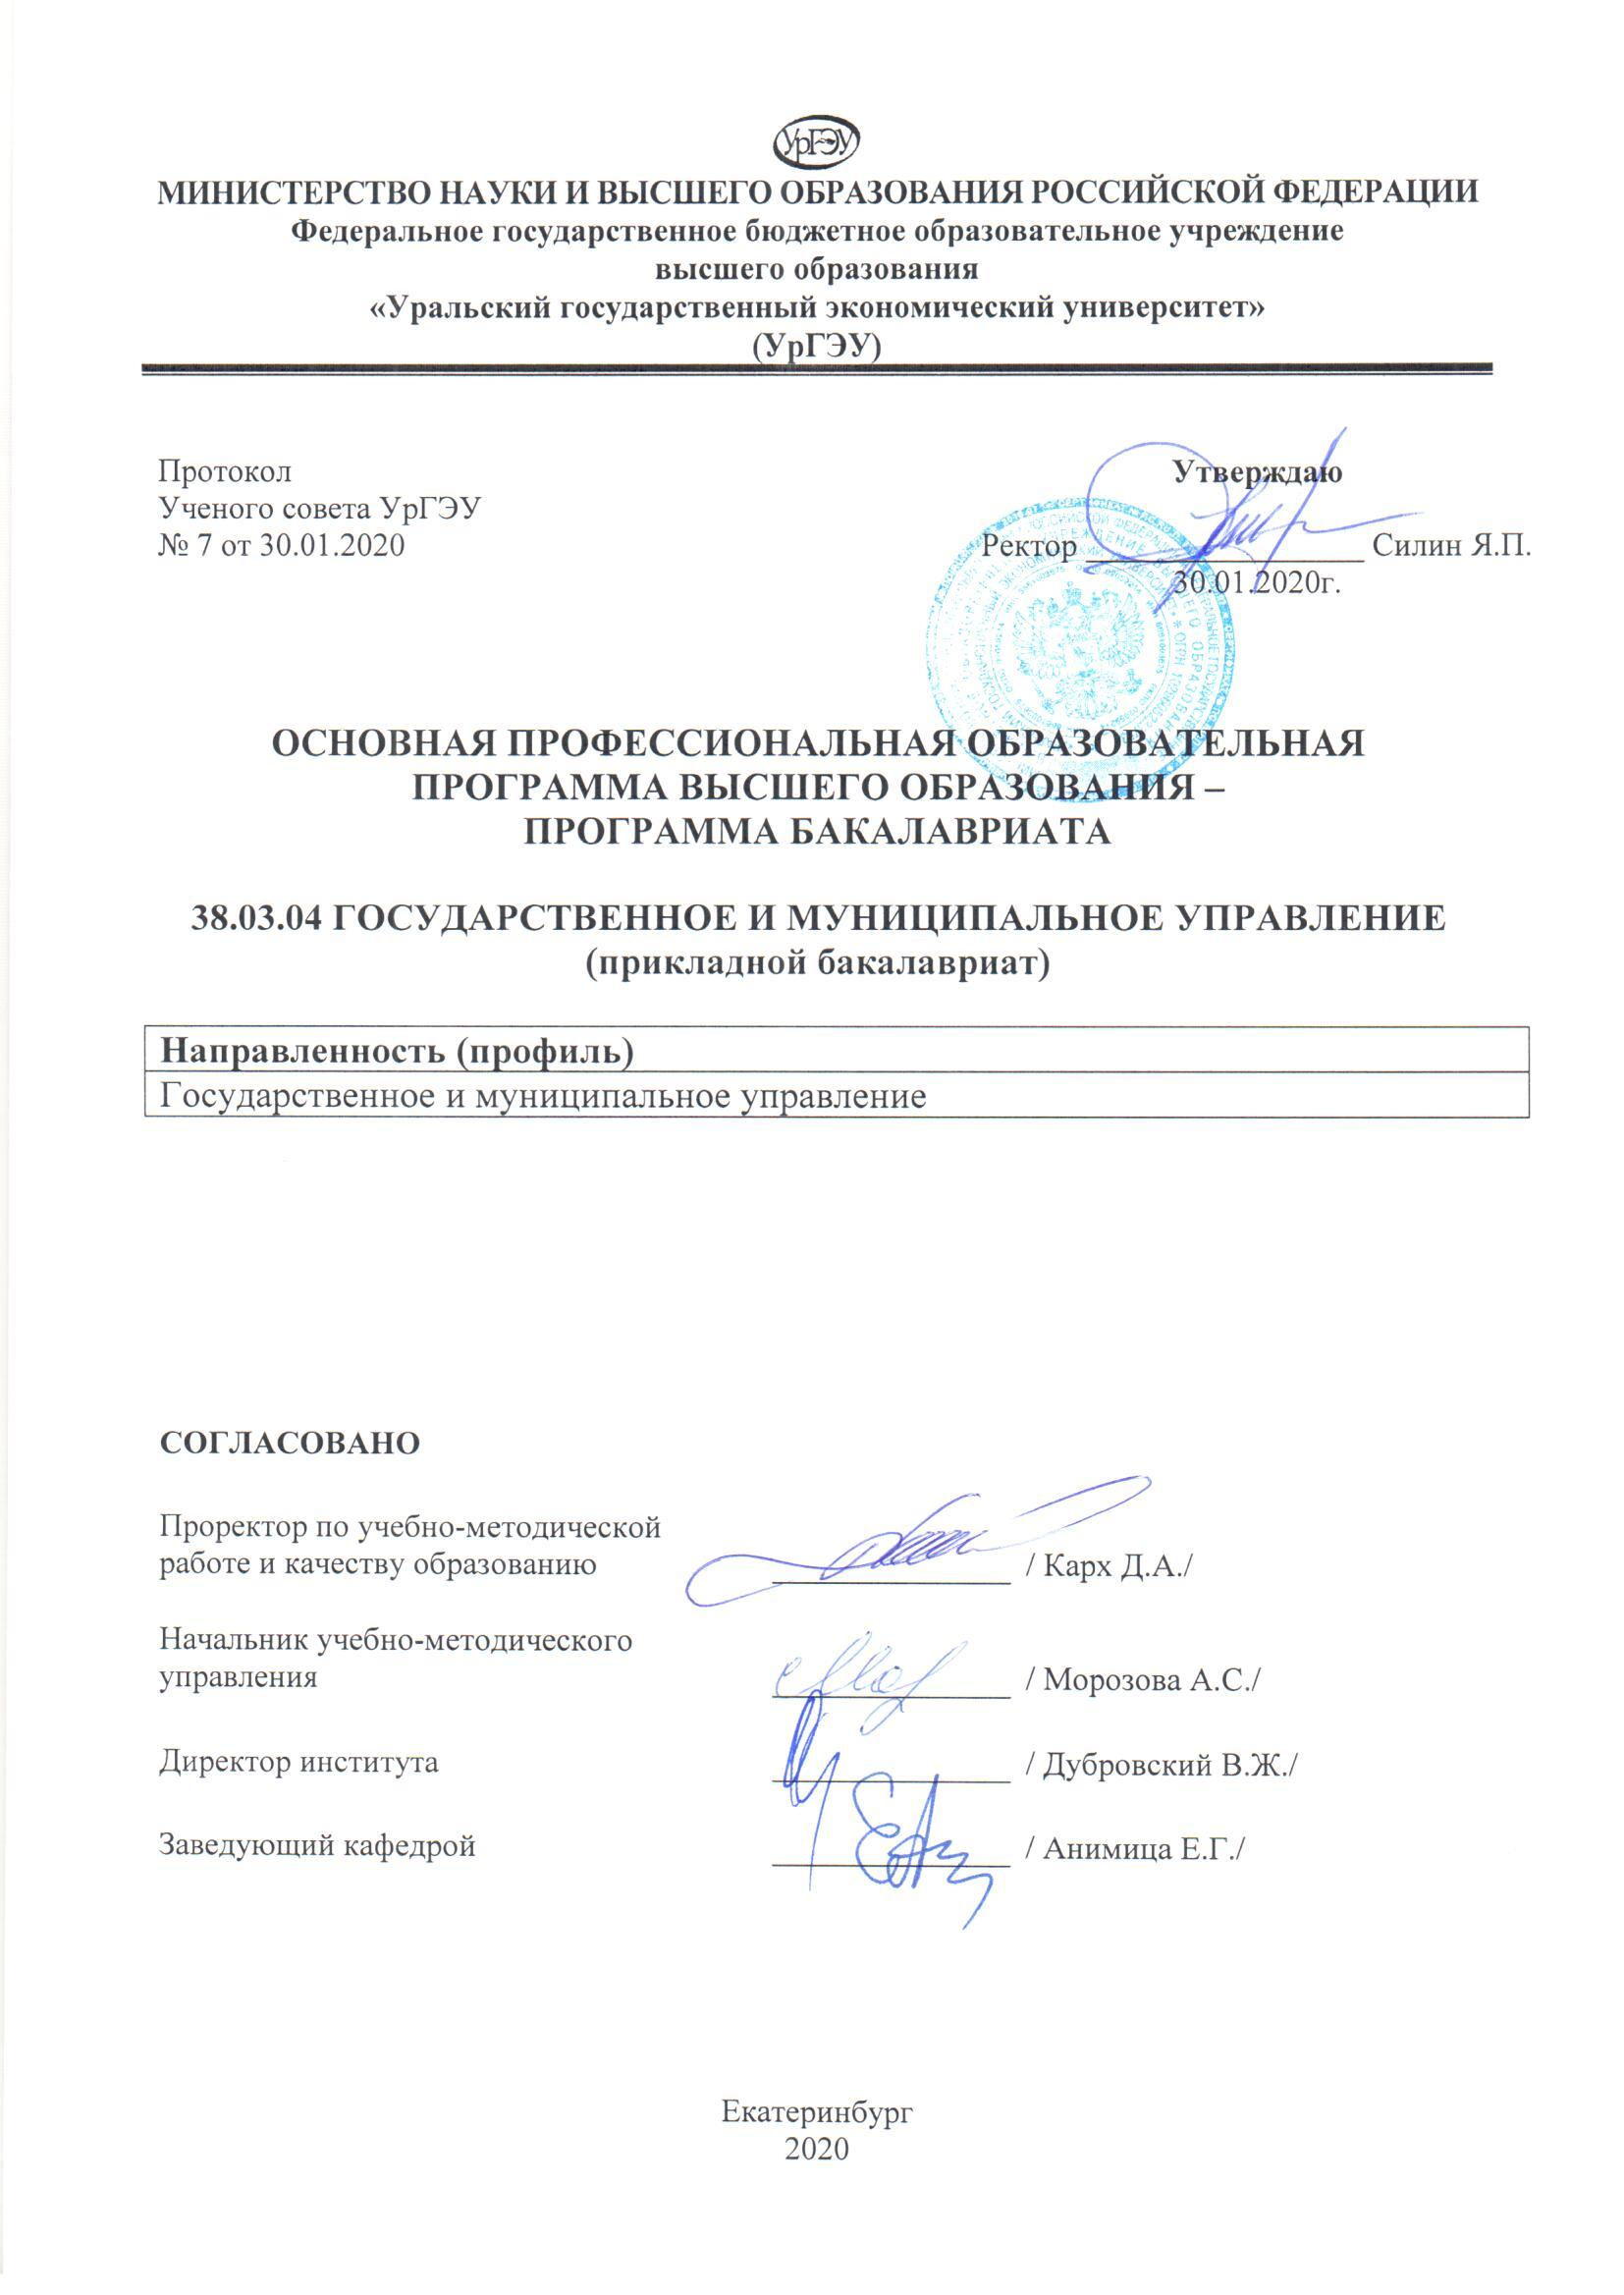 УрГЭУ
МИНИСТЕРСТВО НАУКИ И ВЫСШЕГО ОБРАЗОВАНИЯ РОССИЙСКОЙ ФЕДЕРАЦИИ
Федеральное государственное бюджетное образовательное учреждение
высшего образования
«Уральский государственный экономический университет»
(УрГЭУ)
Протокол
Ученого совета УрГЭУ
№ 7 от 30.01.2020
Утверждаю
Ректор Силин Я.П.
30.01.2020г.
ОСНОВНАЯ ПРОФЕССИОНАЛЬНАЯ ОБРАЗОВАТЕЛЬНАЯ
ПРОГРАММА ВЫСШЕГО ОБРАЗОВАНИЯ –
ПРОГРАММА БАКАЛАВРИАТА
38.03.04 ГОСУДАРСТВЕННОЕ И МУНИЦИПАЛЬНОЕ УПРАВЛЕНИЕ
(прикладной бакалавриат)
Направленность (профиль)
Государственное и муниципальное управление
СОГЛАСОВАНО
Проректор по учебно-методической
работе и качеству образованию / Карх Д.А./
Начальник учебно-методического
управления / Морозова А.С./
Директор института / Дубровский В.Ж./
Заведующий кафедрой / Анимица Е.Г./
Екатеринбург
2020